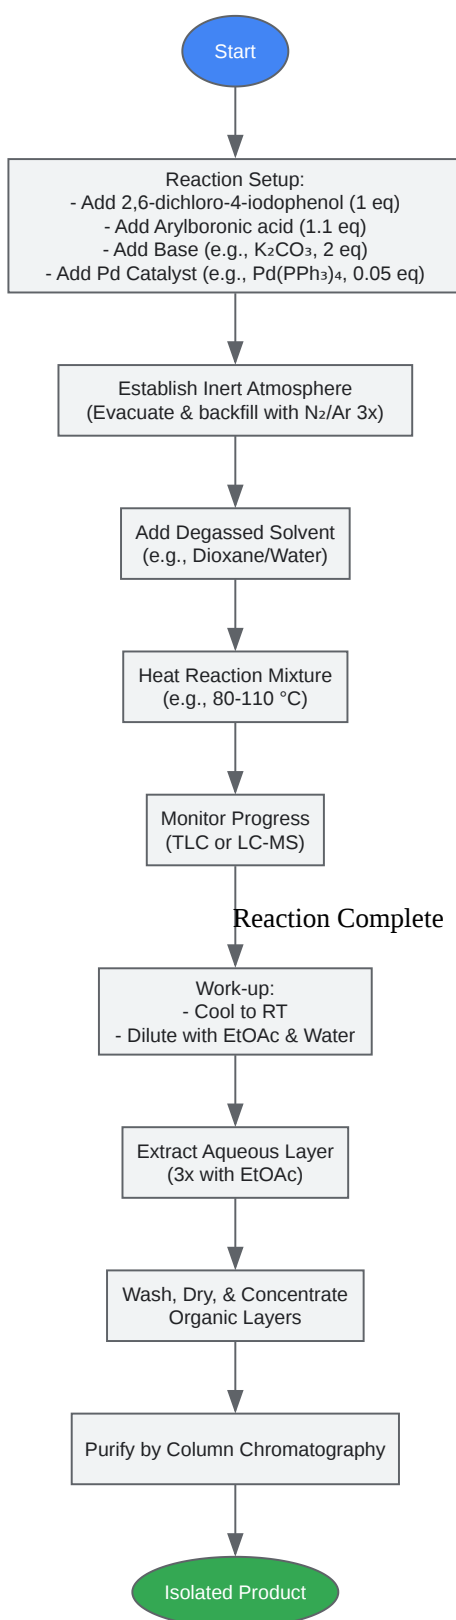 Start
Reaction Setup:
- Add 2,6-dichloro-4-iodophenol (1 eq)
- Add Arylboronic acid (1.1 eq)
- Add Base (e.g., K₂CO₃, 2 eq)
- Add Pd Catalyst (e.g., Pd(PPh₃)₄, 0.05 eq)
Establish Inert Atmosphere
(Evacuate & backfill with N₂/Ar 3x)
Add Degassed Solvent
(e.g., Dioxane/Water)
Heat Reaction Mixture
(e.g., 80-110 °C)
Monitor Progress
(TLC or LC-MS)
Reaction Complete
Work-up:
- Cool to RT
- Dilute with EtOAc & Water
Extract Aqueous Layer
(3x with EtOAc)
Wash, Dry, & Concentrate
Organic Layers
Purify by Column Chromatography
Isolated Product